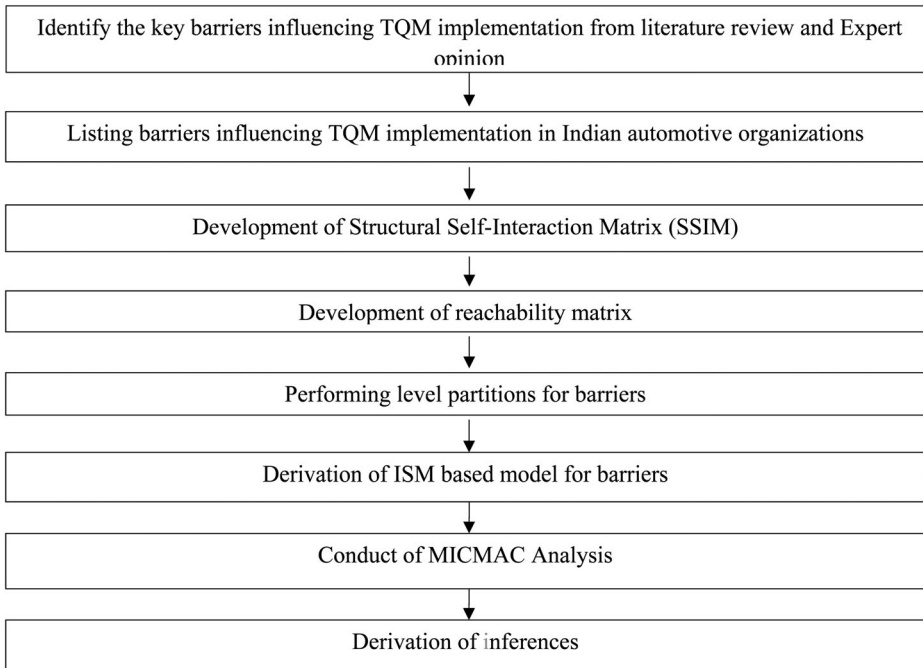 Identify the key barriers influencing TQM implementation from literature review and Expert
opinion
Listing barriers influencing TQM implementation in Indian automotive organizations
Development of Structural Self-Interaction Matrix (SSIM)
Development of reachability matrix
Performing level partitions for barriers
Derivation of ISM based model for barriers
Conduct of MICMAC Analysis
Derivation of inferences